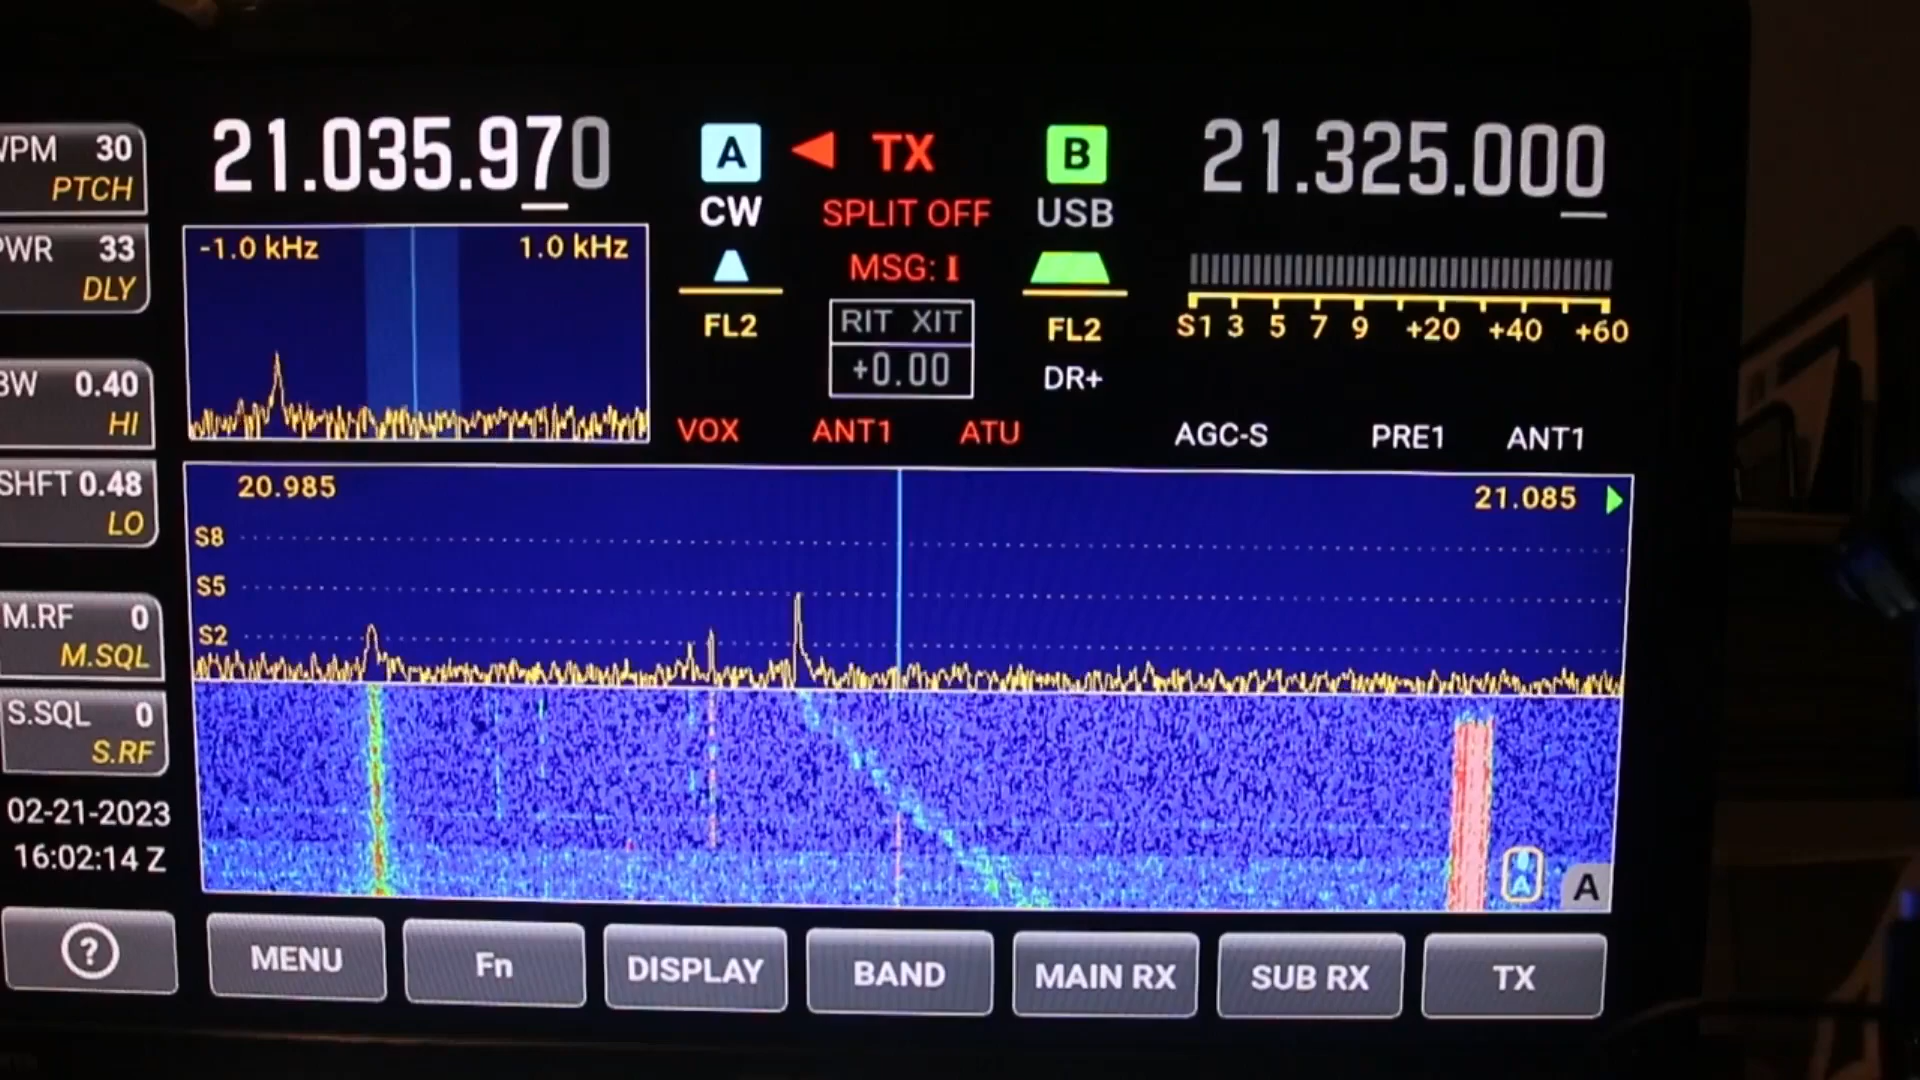 WPM 30
PTCH
21.035.970
A
TX
B
21.325.000
CW
SPLIT OFF
USB
PWR 33
DLY
-1.0 kHz
1.0 kHz
MSG: I
FL2
RIT XIT
+0.00
FL2
DR+
S1 3 5 7 9 +20 +40 +60
BW 0.40
HI
VOX
ANT1
ATU
AGC-S
PRE1
ANT1
SHFT 0.48
LO
20.985
21.085
S8
S5
S2
M.RF 0
M.SQL
S.SQL 0
S.RF
02-21-2023
16:02:14 Z
A
A
?
MENU
Fn
DISPLAY
BAND
MAIN RX
SUB RX
TX